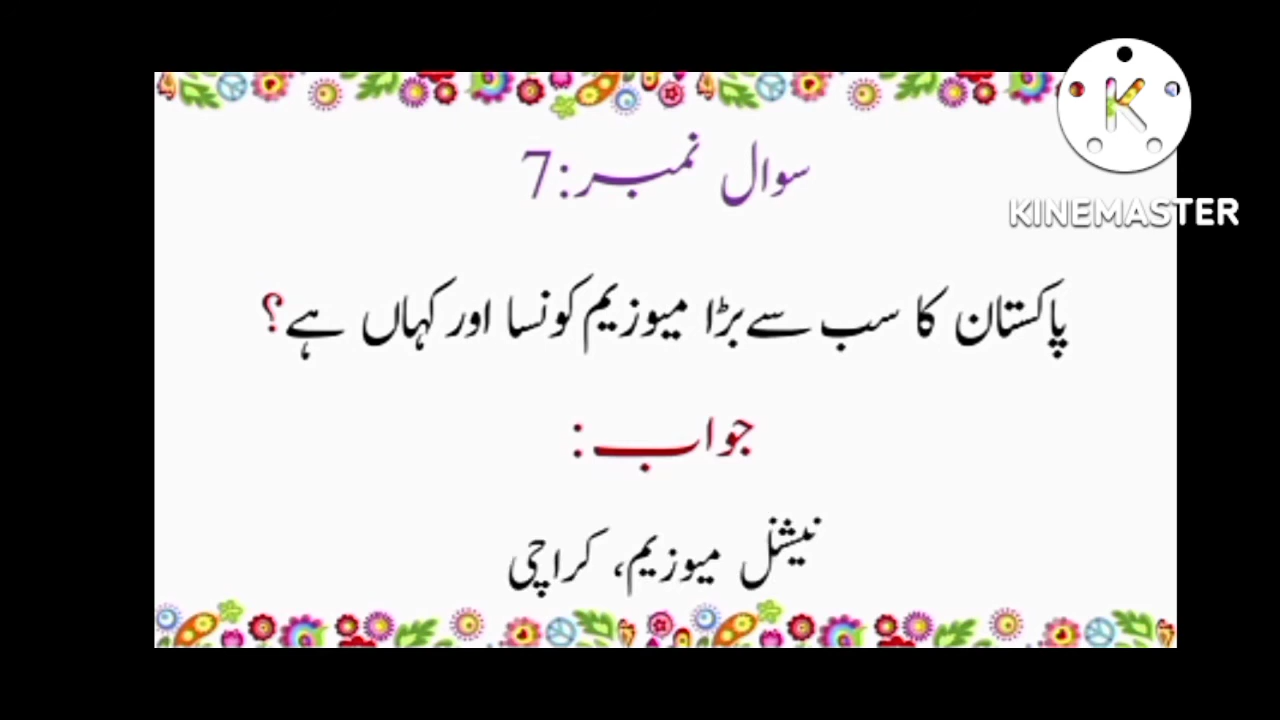 سوال نمبر:7
KINEMASTER
پاکستان کا سب سے بڑا میوزیم کونسا اور کہاں ہے؟
جواب:
نیشنل میوزیم، کراچی